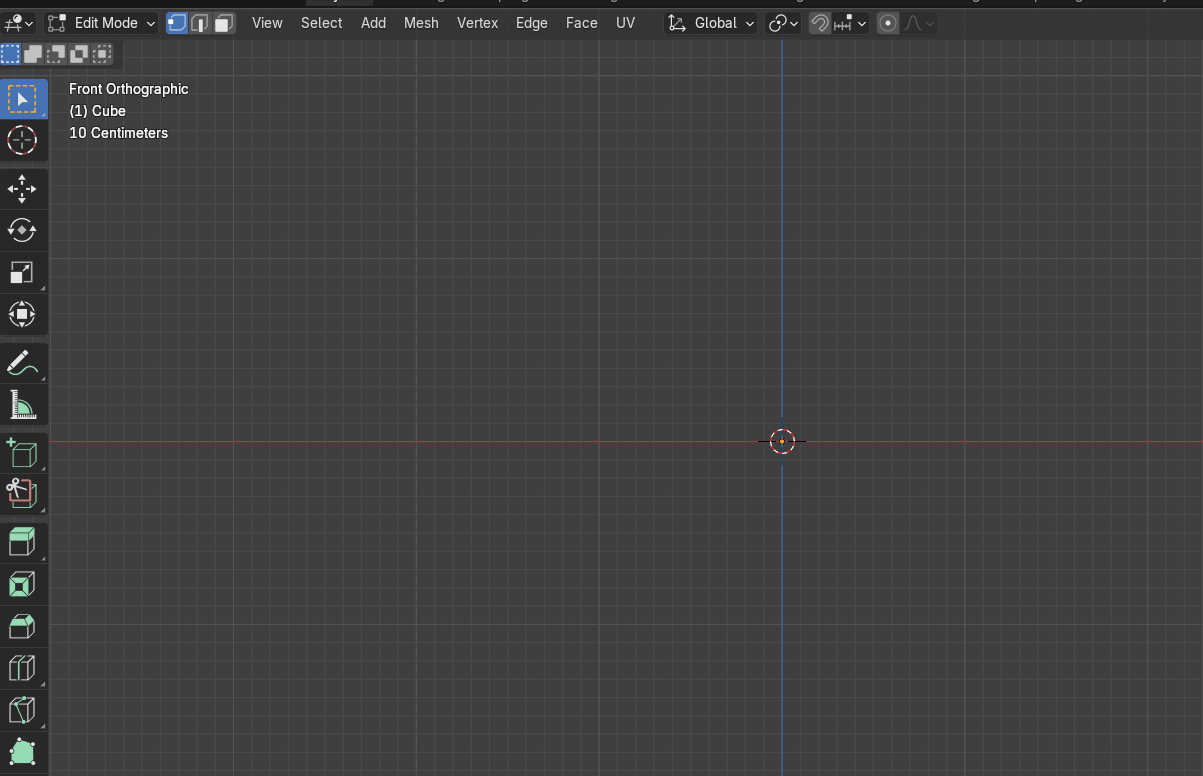 Edit Mode View Select Add Mesh Vertex Edge Face UV Global
Front Orthographic
(1) Cube
10 Centimeters